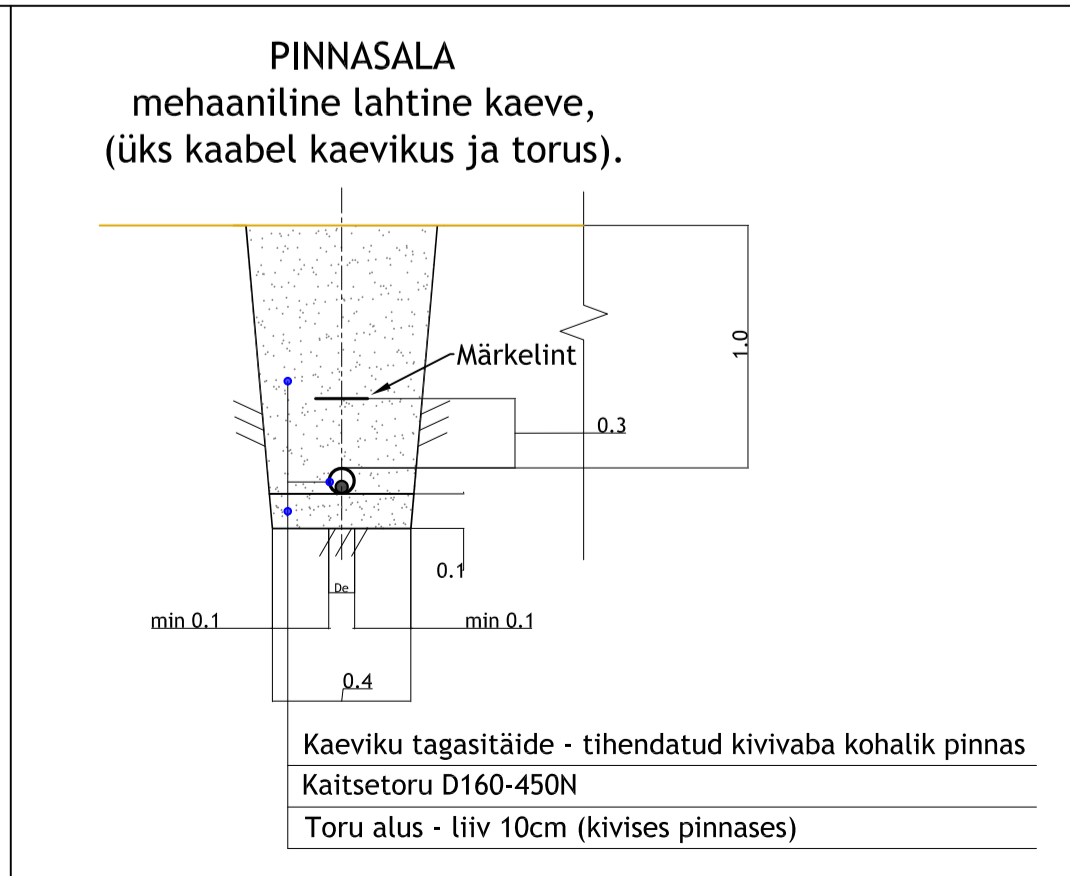 PINNASALA
mehaaniline lahtine kaeve,
(üks kaabel kaevikus ja torus).
1.0
Märkelint
0.3
0.1
De
min 0.1
min 0.1
0.4
Kaeviku tagasitäide - tihendatud kivivaba kohalik pinnas
Kaitsetoru D160-450N
Toru alus - liiv 10cm (kivises pinnases)